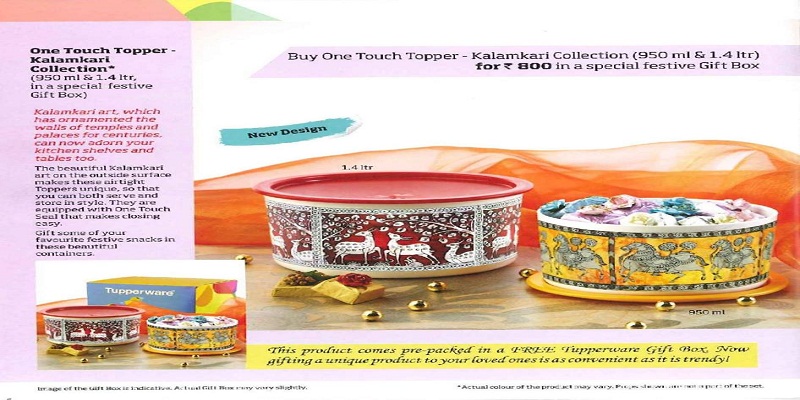 One Touch Topper -
Kalamkari
Collection*
(950 ml & 1.4 ltr,
in a special festive
Gift Box)
Kalamkari art, which
has ornamented the
walls of temples and
palaces for centuries,
can now adorn your
kitchen shelves and
tables too.
The beautiful Kalamkari
art on the outside surface
makes these airtight
Toppers unique, so that
you can both serve and
store in style. They are
equipped with One Touch
Seal that makes closing
easy.
Gift some of your
favourite festive snacks in
these beautiful
containers.
Tupperware
Buy One Touch Topper - Kalamkari Collection (950 ml & 1.4 ltr)
for ₹ 800 in a special festive Gift Box
New Design
1.4 ltr
950 ml
This product comes pre-packed in a FREE Tupperware Gift Box. Now
gifting a unique product to your loved ones is as convenient as it is trendy!
Image of the Gift Box is indicative. Actual Gift Box may vary slightly.
*Actual colour of the product may vary. Props shown are not a part of the set.